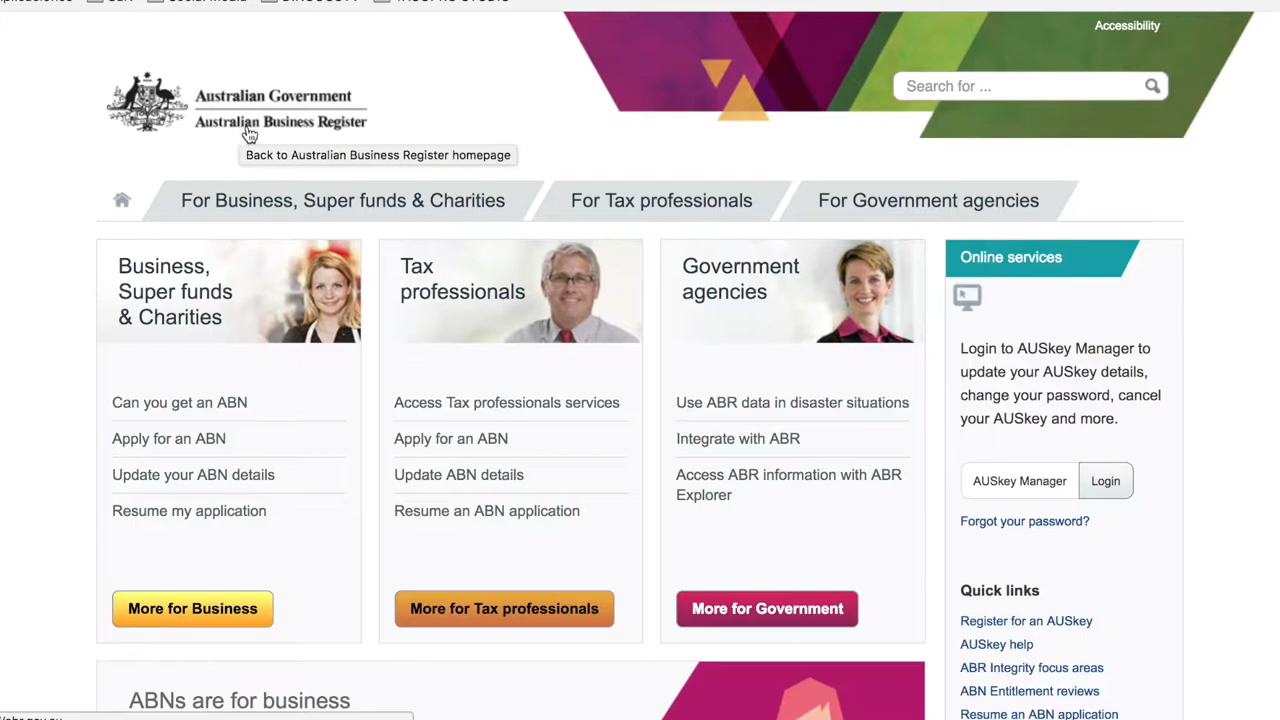 Social Media
Accessibility
Australian Government
Australian Business Register
Search for ...
Back to Australian Business Register homepage
For Business, Super funds & Charities
For Tax professionals
For Government agencies
Business,
Super funds
& Charities
Can you get an ABN
Apply for an ABN
Update your ABN details
Resume my application
More for Business
Tax
professionals
Access Tax professionals services
Apply for an ABN
Update ABN details
Resume an ABN application
More for Tax professionals
Government
agencies
Use ABR data in disaster situations
Integrate with ABR
Access ABR information with ABR
Explorer
More for Government
Online services
Login to AUSkey Manager to
update your AUSkey details,
change your password, cancel
your AUSkey and more.
AUSkey Manager
Login
Forgot your password?
Quick links
Register for an AUSkey
AUSkey help
ABR Integrity focus areas
ABN Entitlement reviews
Resume an ABN application
ABNs are for business